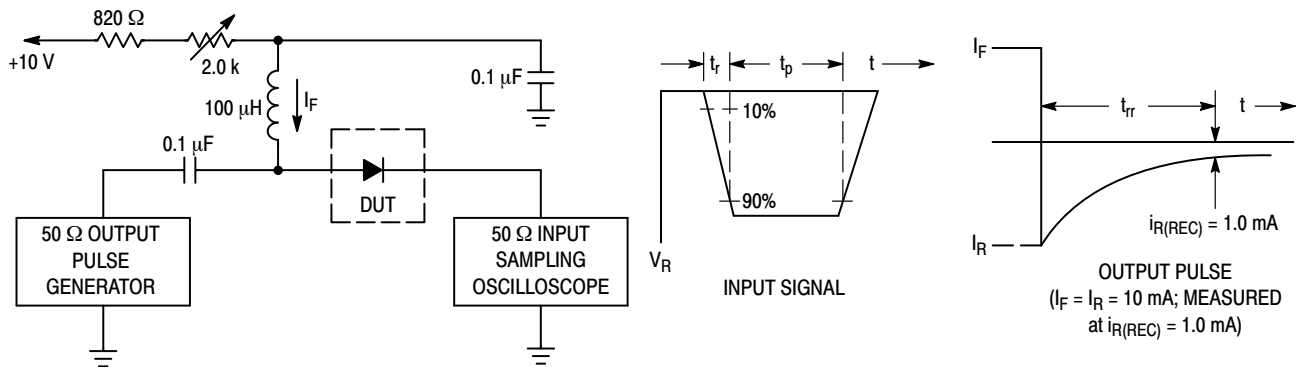 820 Ω
+10 V
2.0 k
100 µH
I_F
0.1 µF
0.1 µF
DUT
50 Ω OUTPUT
PULSE
GENERATOR
50 Ω INPUT
SAMPLING
OSCILLOSCOPE
t_r
t_p
t
10%
90%
V_R
INPUT SIGNAL
I_F
t_rr
t
I_R
i_R(REC) = 1.0 mA
OUTPUT PULSE
(I_F = I_R = 10 mA; MEASURED
at i_R(REC) = 1.0 mA)